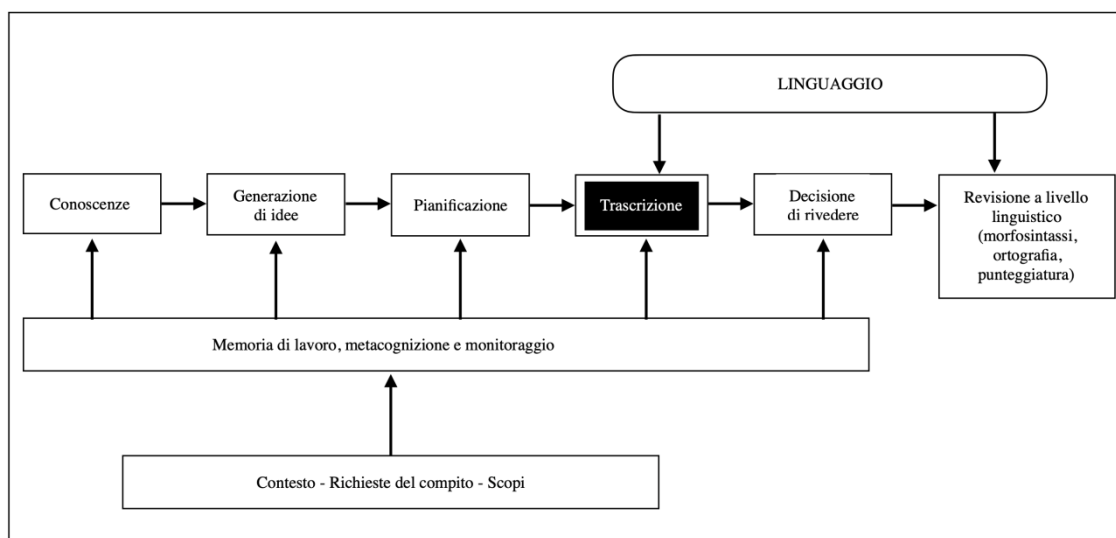 LINGUAGGIO
Conoscenze
Generazione
di idee
Pianificazione
Trascrizione
Decisione
di rivedere
Revisione a livello
linguistico
(morfosintassi,
ortografia,
punteggiatura)
Memoria di lavoro, metacognizione e monitoraggio
Contesto - Richieste del compito - Scopi